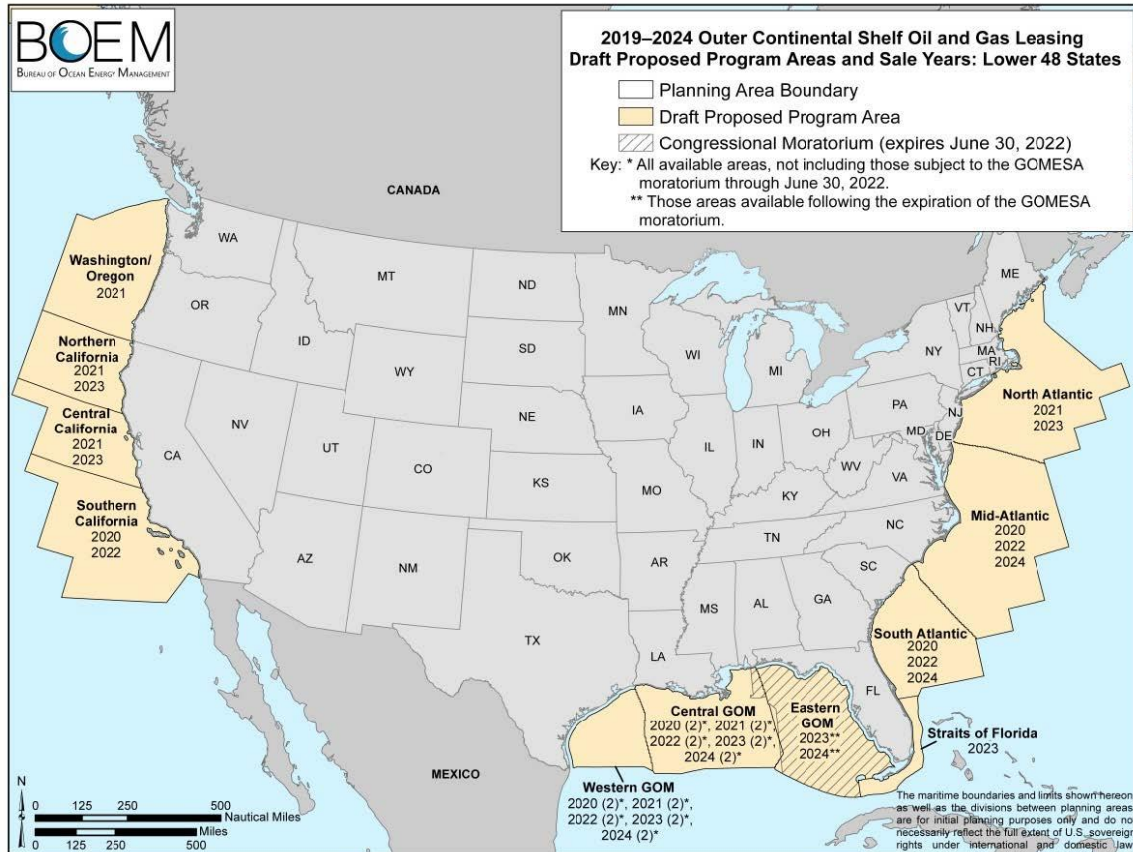 BOEM
BUREAU OF OCEAN ENERGY MANAGEMENT
2019–2024 Outer Continental Shelf Oil and Gas Leasing
Draft Proposed Program Areas and Sale Years: Lower 48 States
Planning Area Boundary
Draft Proposed Program Area
Congressional Moratorium (expires June 30, 2022)
Key: * All available areas, not including those subject to the GOMESA
moratorium through June 30, 2022.
** Those areas available following the expiration of the GOMESA
moratorium.
CANADA
MEXICO
Washington/
Oregon
2021
Northern
California
2021
2023
Central
California
2021
2023
Southern
California
2020
2022
WA
OR
CA
NV
ID
MT
WY
UT
AZ
CO
NM
ND
SD
NE
KS
OK
TX
MN
IA
MO
AR
LA
WI
IL
MI
IN
OH
KY
TN
MS
AL
GA
FL
SC
NC
VA
WV
PA
NY
MD
DE
NJ
CT
RI
MA
VT
NH
ME
North Atlantic
2021
2023
Mid-Atlantic
2020
2022
2024
South Atlantic
2020
2022
2024
Straits of Florida
2023
Eastern
GOM
2023**
2024**
Central GOM
2020 (2)*, 2021 (2)*,
2022 (2)*, 2023 (2)*,
2024 (2)*
Western GOM
2020 (2)*, 2021 (2)*,
2022 (2)*, 2023 (2)*,
2024 (2)*
N
0 125 250 500
Nautical Miles
Miles
0 125 250 500
The maritime boundaries and limits shown hereon,
as well as the divisions between planning areas,
are for initial planning purposes only and do not
necessarily reflect the full extent of U.S. sovereign
rights under international and domestic law.